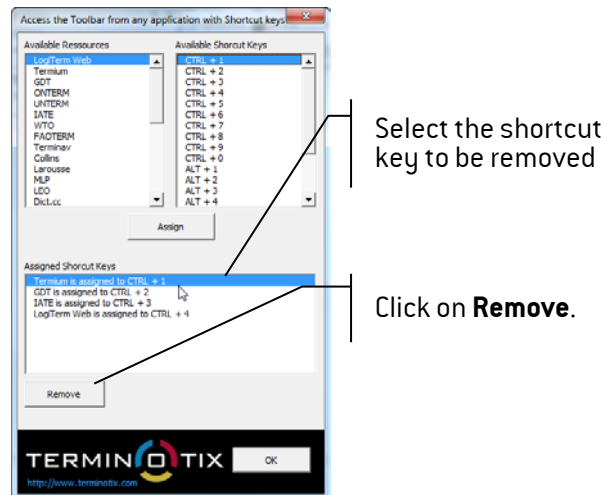 Access the Toolbar from any application with Shortcut keys
Available Ressources
Available Shorcut Keys
LogiTerm Web
Termium
GDT
ONTERM
UNTERM
IATE
WTO
FAOTERM
Terminav
Collins
Larousse
MLP
LEO
Dict.cc
CTRL + 1
CTRL + 2
CTRL + 3
CTRL + 4
CTRL + 5
CTRL + 6
CTRL + 7
CTRL + 8
CTRL + 9
CTRL + 0
ALT + 1
ALT + 2
ALT + 3
ALT + 4
Assign
Select the shortcut
key to be removed
Assigned Shorcut Keys
Termium is assigned to CTRL + 1
GDT is assigned to CTRL + 2
IATE is assigned to CTRL + 3
LogiTerm Web is assigned to CTRL + 4
Click on Remove.
Remove
TERMINOTIX
OK
http://www.terminotix.com